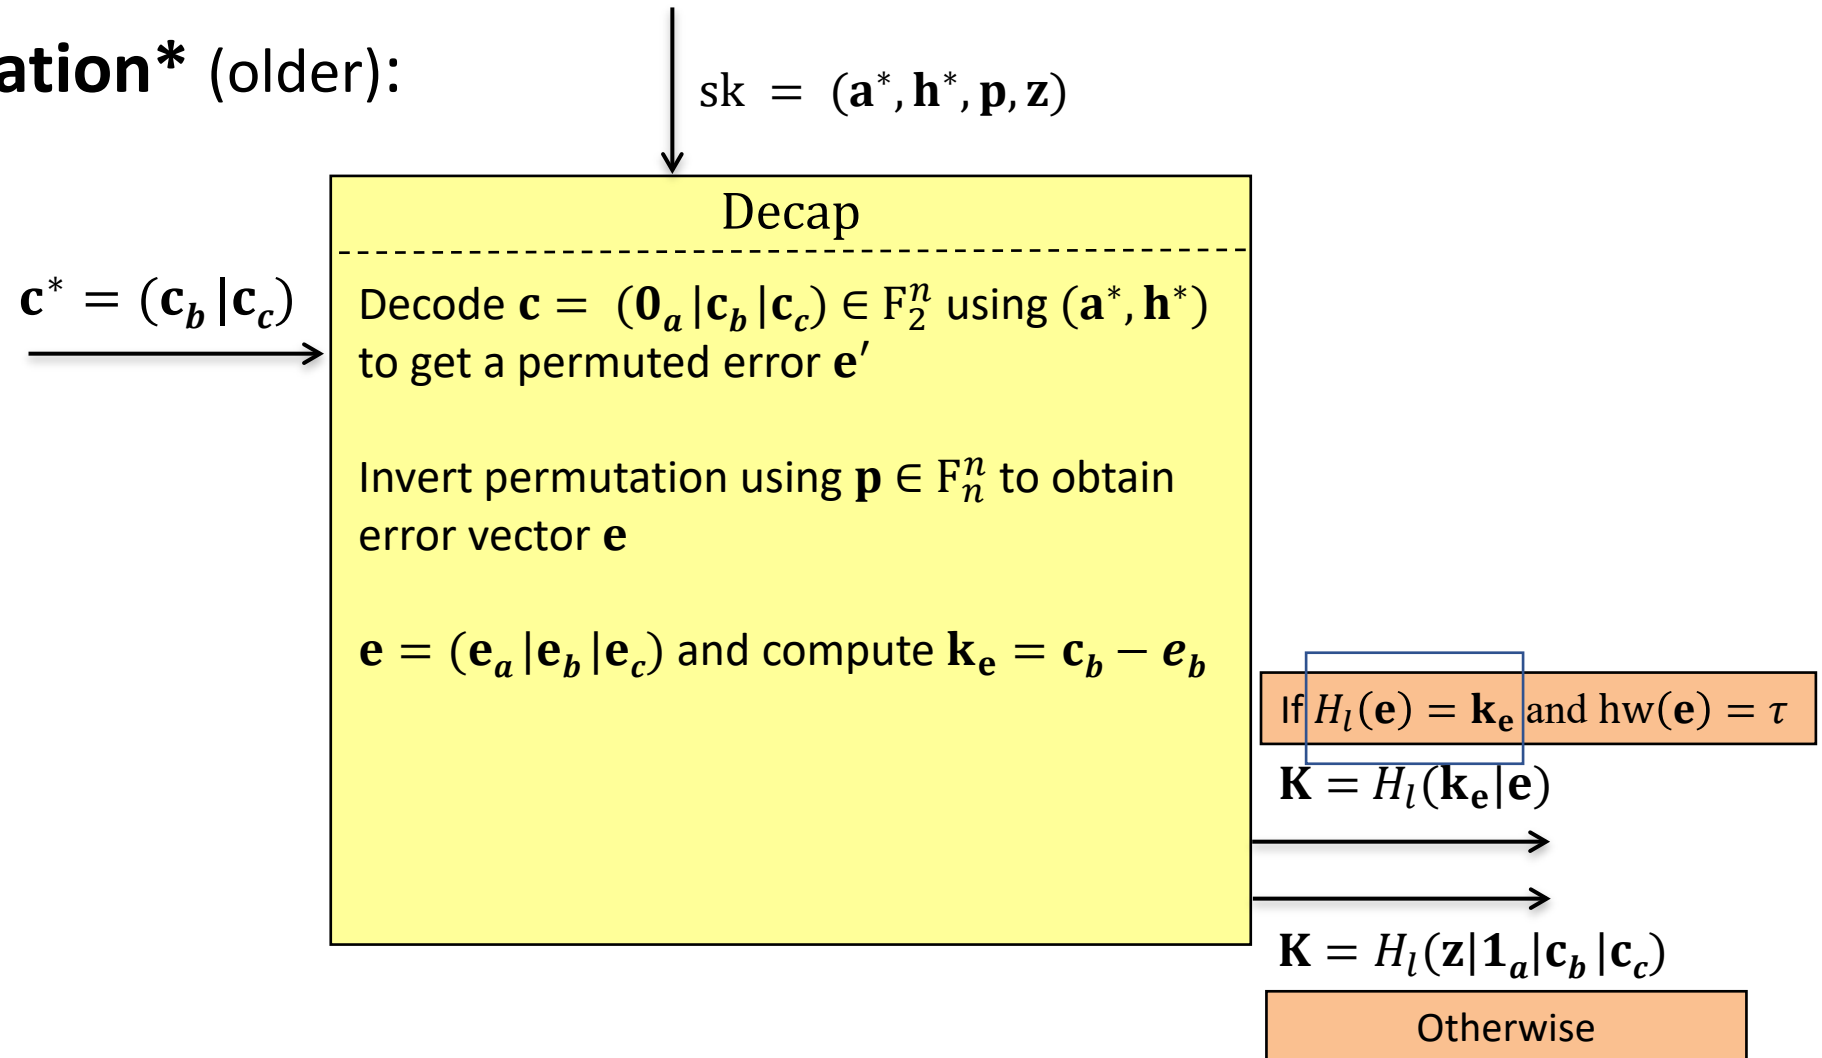 ation* (older):
sk = (a*, h*, p, z)
Decap
c* = (c_b|c_c)
Decode c = (0_a|c_b|c_c) ∈ F_2^n using (a*, h*)
to get a permuted error e′
Invert permutation using p ∈ F_n^n to obtain
error vector e
e = (e_a|e_b|e_c) and compute k_e = c_b − e_b
If H_l(e) = k_e and hw(e) = τ
K = H_l(k_e|e)
K = H_l(z|1_a|c_b|c_c)
Otherwise